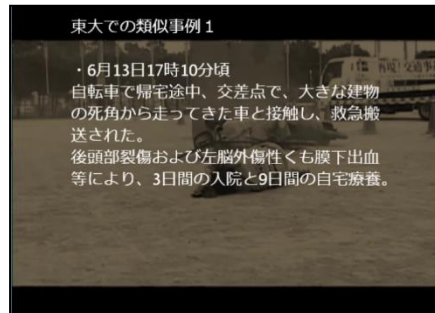 東大での類似事例１
・6月13日17時10分頃
自転車で帰宅途中、交差点で、大きな建物
の死角から走ってきた車と接触し、救急搬
送された。
後頭部裂傷および左脳外傷性くも膜下出血
等により、3日間の入院と9日間の自宅療養。